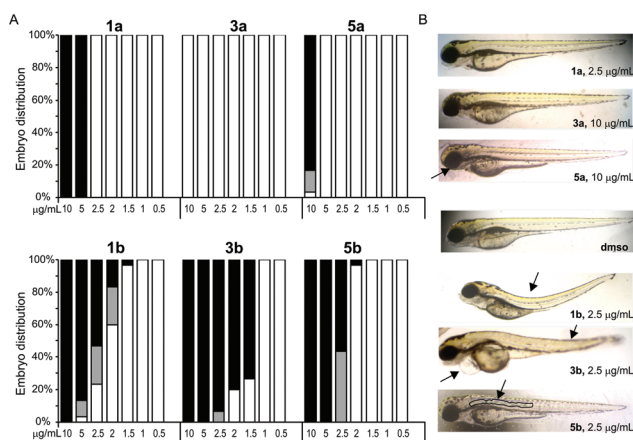 A
1a 3a 5a
Embryo distribution
100%
80%
60%
40%
20%
0%
µg/mL 10 5 2.5 2 1.5 1 0.5 10 5 2.5 2 1.5 1 0.5 10 5 2.5 2 1.5 1 0.5
1b 3b 5b
Embryo distribution
100%
80%
60%
40%
20%
0%
µg/mL 10 5 2.5 2 1.5 1 0.5 10 5 2.5 2 1.5 1 0.5 10 5 2.5 2 1.5 1 0.5
B
1a, 2.5 µg/mL
3a, 10 µg/mL
5a, 10 µg/mL
dmso
1b, 2.5 µg/mL
3b, 2.5 µg/mL
5b, 2.5 µg/mL